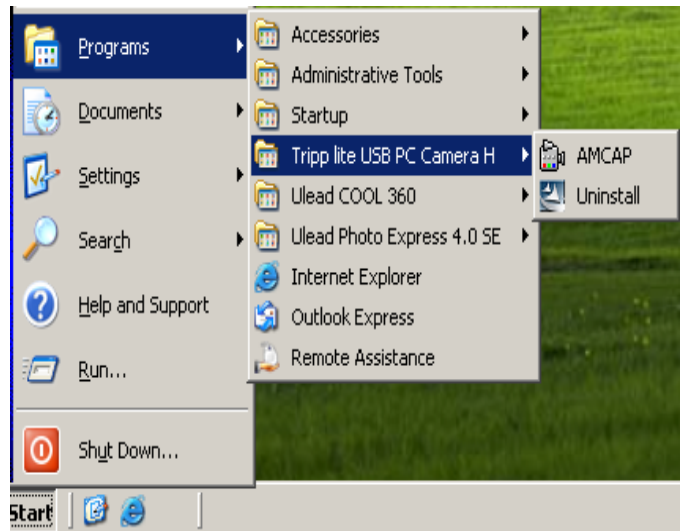 Programs
Documents
Settings
Search
Help and Support
Run...
Shut Down...
Start
Accessories
Administrative Tools
Startup
Tripp lite USB PC Camera H
Ulead COOL 360
Ulead Photo Express 4.0 SE
Internet Explorer
Outlook Express
Remote Assistance
AMCAP
Uninstall